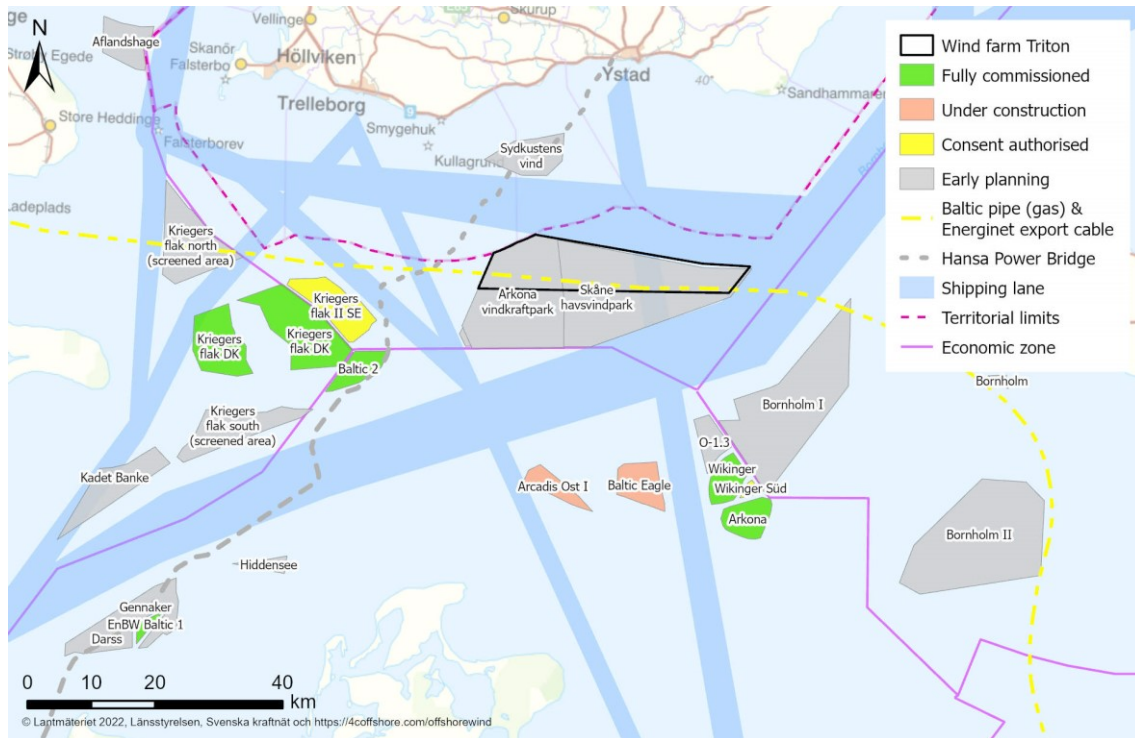 N
Aflandshage
Strøby Egede
Vellinge
Skurup
Skanör
Falsterbo
Höllviken
Trelleborg
Ystad
40°
Sandhammaren
Store Heddinge
Falsterborev
Smygehuk
9
Kullagrund
Sydkustens
vind
Ladeplads
Kriegers
flak north
(screened area)
Kriegers
flak II SE
Kriegers
flak DK
Kriegers
flak DK
Baltic 2
Arkona
vindkraftpark
Skåne
havsvindpark
Kriegers
flak south
(screened area)
Kadet Banke
Bornholm
Bornholm I
O-1.3
Wikinger
Wikinger Süd
Arkona
Arcadis Ost I
Baltic Eagle
Bornholm II
Hiddensee
Gennaker
EnBW Baltic 1
Darss
Wind farm Triton
Fully commissioned
Under construction
Consent authorised
Early planning
Baltic pipe (gas) &
Energinet export cable
Hansa Power Bridge
Shipping lane
Territorial limits
Economic zone
0 10 20 40
km
© Lantmäteriet 2022, Länsstyrelsen, Svenska kraftnät och https://4coffshore.com/offshorewind